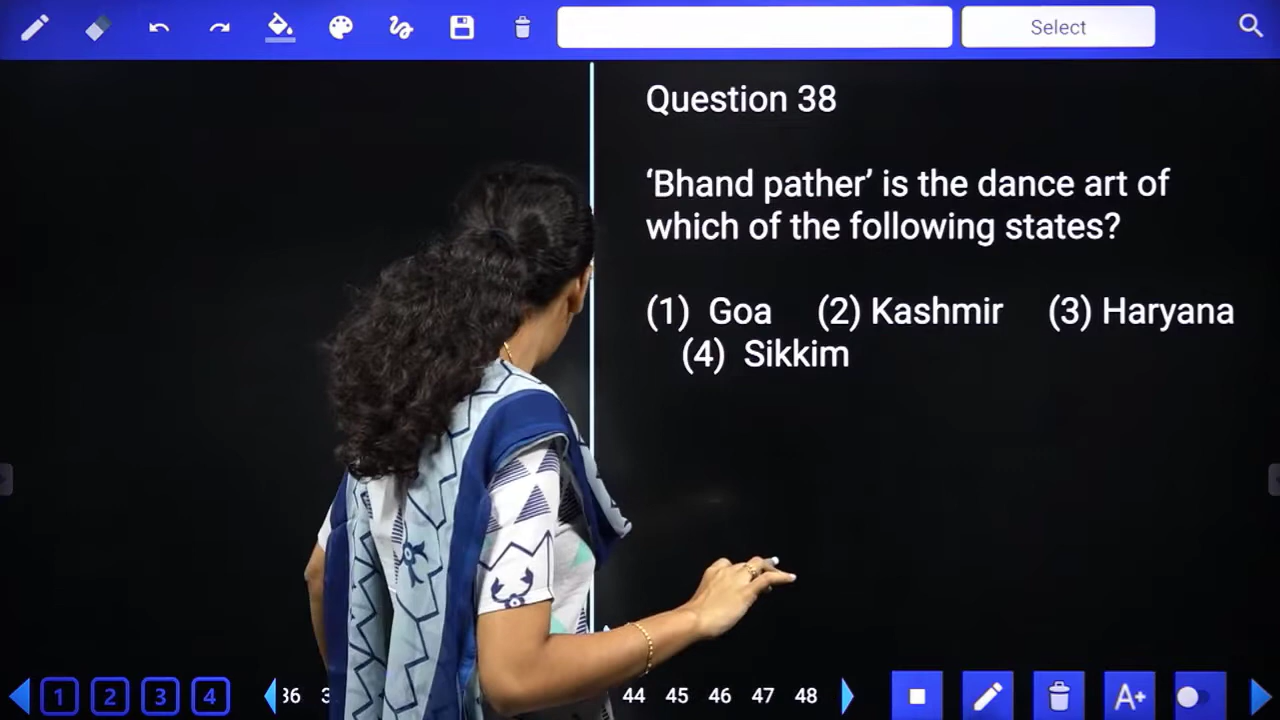 Select
Question 38
‘Bhand pather’ is the dance art of
which of the following states?
(1) Goa (2) Kashmir (3) Haryana
(4) Sikkim
1 2 3 4 36 44 45 46 47 48 A+